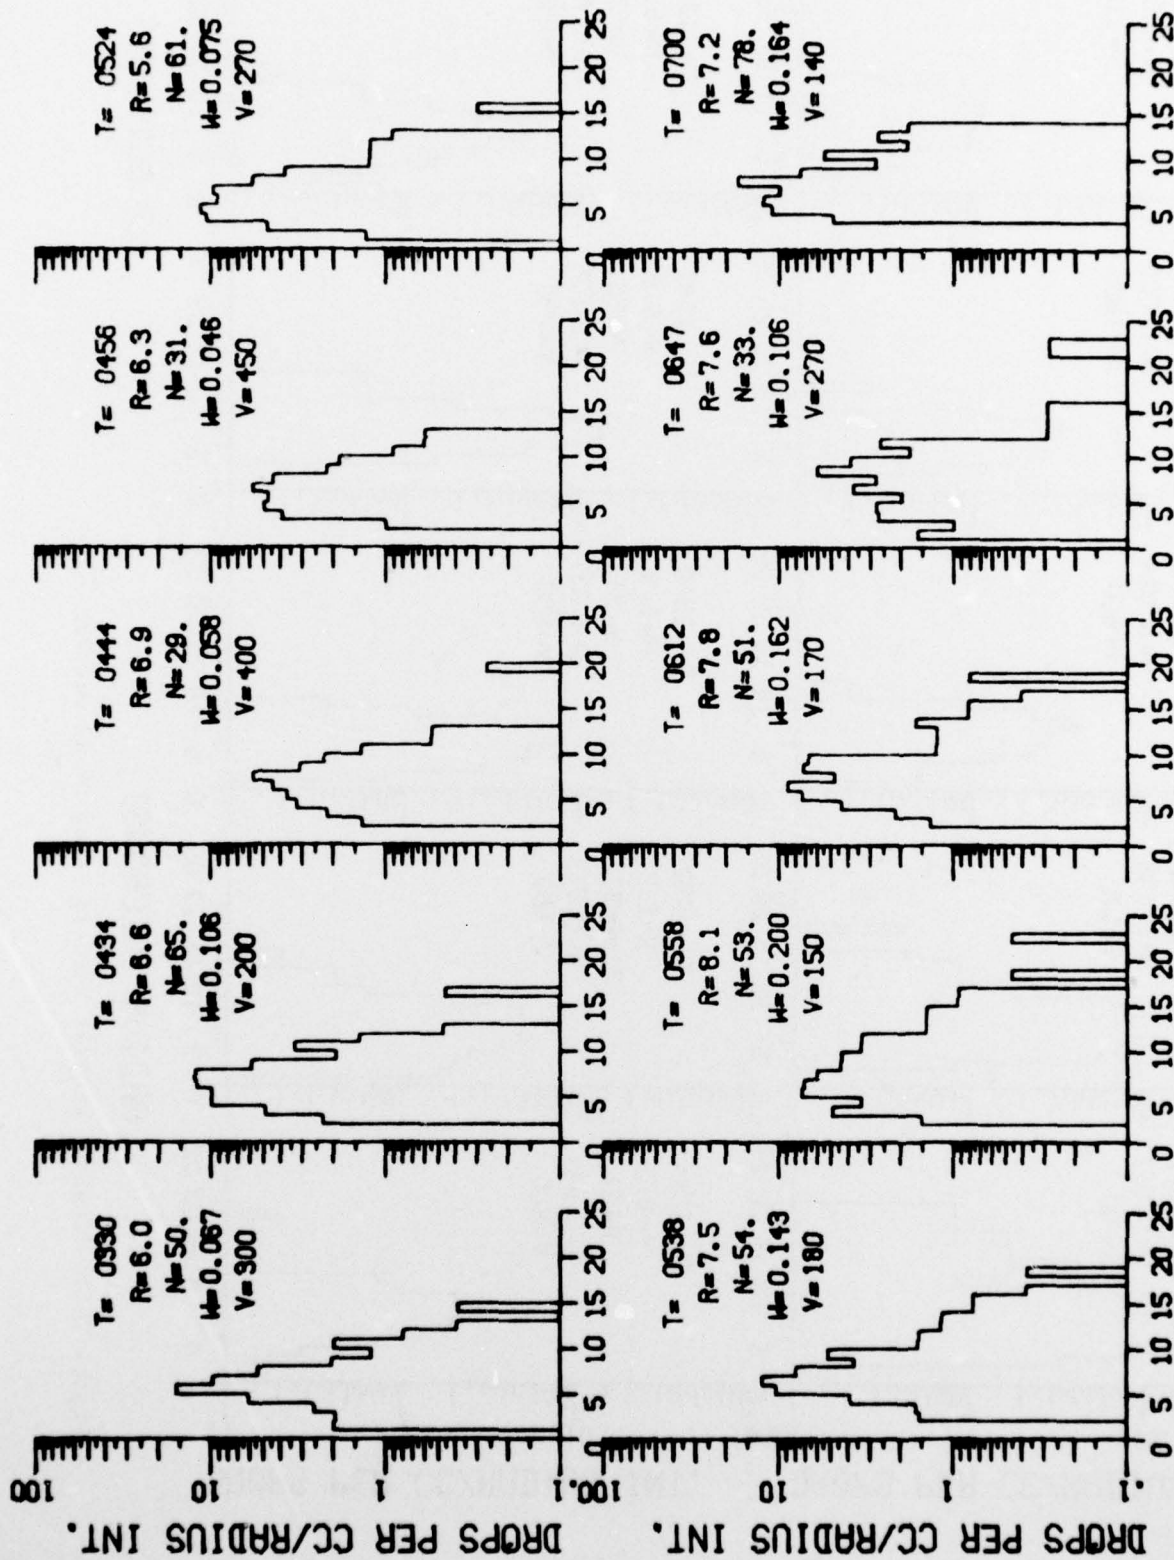 T= 0330
R=6.0
N=50.
W=0.067
V=300
T= 0434
R=6.6
N=65.
W=0.106
V=200
T= 0444
R=6.9
N=29.
W=0.058
V=400
T= 0456
R=6.3
N=31.
W=0.046
V=450
T= 0524
R=5.6
N=61.
W=0.075
V=270
DROPS PER CC/RADIUS INT.
100
10
1
.1
0 5 10 15 20 25
0 5 10 15 20 25
0 5 10 15 20 25
0 5 10 15 20 25
0 5 10 15 20 25
T= 0538
R=7.5
N=54.
W=0.143
V=180
T= 0558
R=8.1
N=53.
W=0.200
V=150
T= 0612
R=7.8
N=51.
W=0.162
V=170
T= 0647
R=7.6
N=33.
W=0.106
V=270
T= 0700
R=7.2
N=78.
W=0.164
V=140
DROPS PER CC/RADIUS INT.
100
10
1
.1
0 5 10 15 20 25
0 5 10 15 20 25
0 5 10 15 20 25
0 5 10 15 20 25
0 5 10 15 20 25